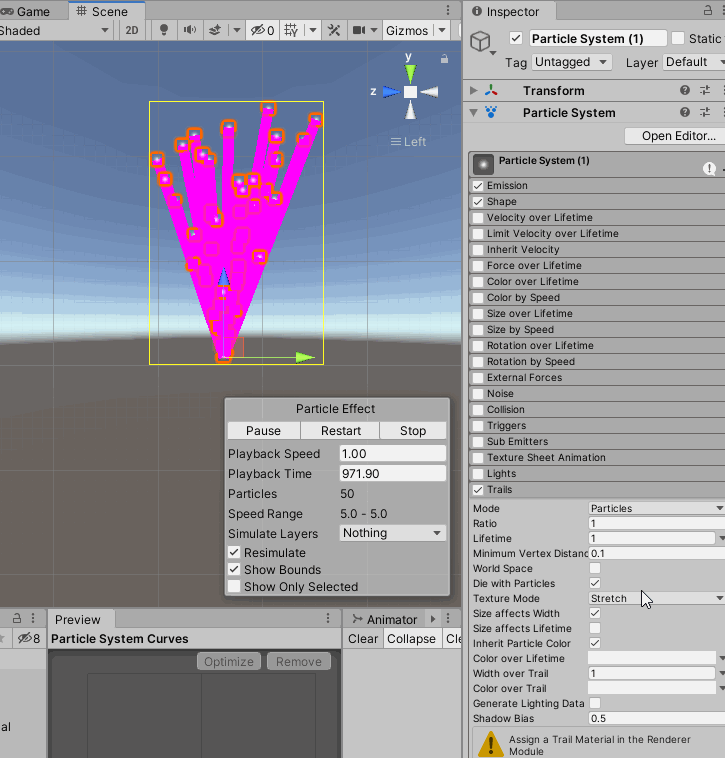 Game
Scene
Shaded
2D
0
Gizmos
y
z
Left
Particle Effect
Pause
Restart
Stop
Playback Speed 1.00
Playback Time 971.90
Particles 50
Speed Range 5.0 - 5.0
Simulate Layers Nothing
Resimulate
Show Bounds
Show Only Selected
8
Preview
Particle System Curves
Optimize
Remove
Animator
Clear
Collapse
Cle
al
Inspector
Particle System (1)
Static
Tag Untagged
Layer Default
Transform
Particle System
Open Editor...
Particle System (1)
Emission
Shape
Velocity over Lifetime
Limit Velocity over Lifetime
Inherit Velocity
Force over Lifetime
Color over Lifetime
Color by Speed
Size over Lifetime
Size by Speed
Rotation over Lifetime
Rotation by Speed
External Forces
Noise
Collision
Triggers
Sub Emitters
Texture Sheet Animation
Lights
Trails
Mode Particles
Ratio 1
Lifetime 1
Minimum Vertex Distanc 0.1
World Space
Die with Particles
Texture Mode Stretch
Size affects Width
Size affects Lifetime
Inherit Particle Color
Color over Lifetime
Width over Trail 1
Color over Trail
Generate Lighting Data
Shadow Bias 0.5
Assign a Trail Material in the Renderer
Module